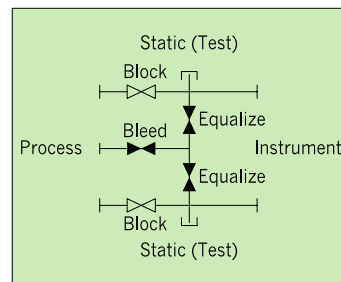 Static (Test)
Block
Equalize
Bleed
Process
Instrument
Equalize
Block
Static (Test)